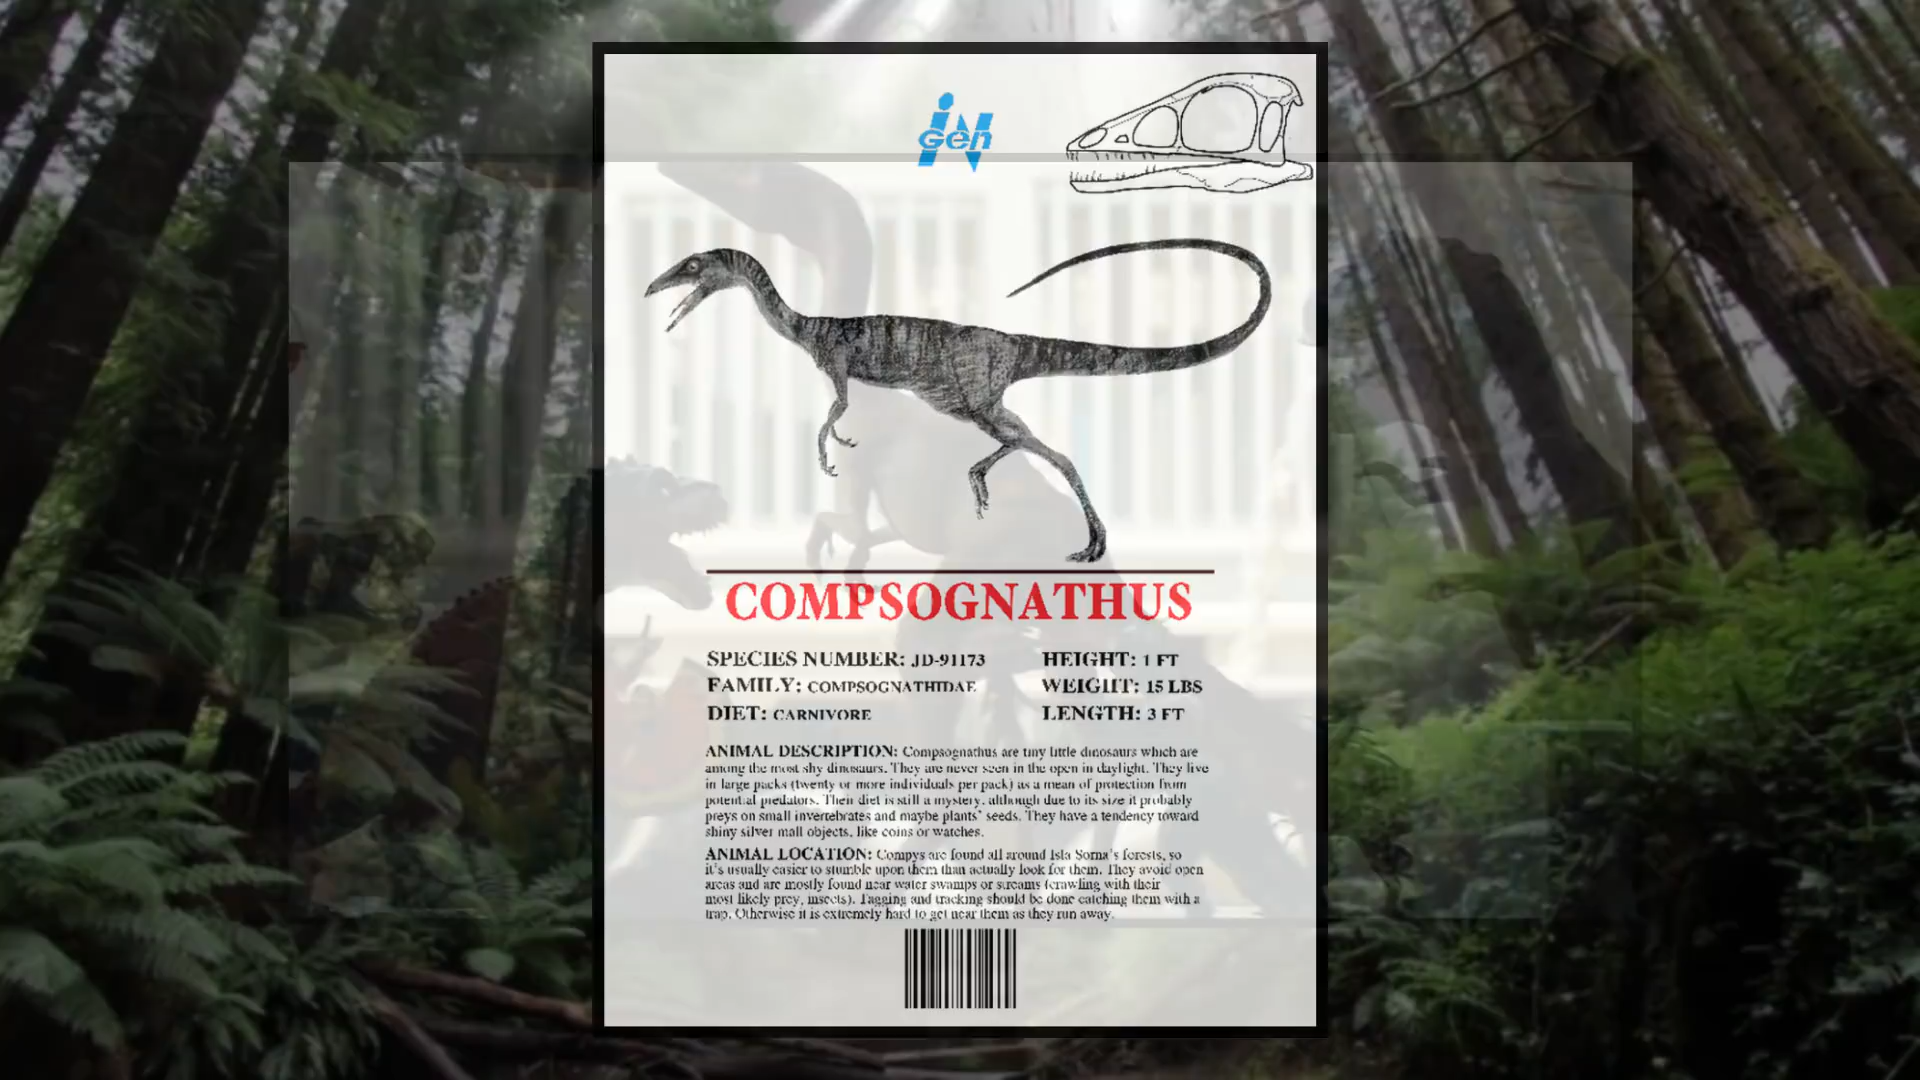 iN
Gen
COMPSOGNATHUS
SPECIES NUMBER: JD-91173
HEIGHT: 1 FT
FAMILY: COMPSOGNATHIDAE
WEIGHT: 15 LBS
DIET: CARNIVORE
LENGTH: 3 FT
ANIMAL DESCRIPTION: Compsognathus are tiny little dinosaurs which are
among the most shy dinosaurs. They are never seen in the open in daylight. They live
in large packs (twenty or more individuals per pack) as a mean of protection from
potential predators. Their diet is still a mystery, although due to its size it probably
preys on small invertebrates and maybe plants' seeds. They have a tendency toward
shiny silver mall objects, like coins or watches.
ANIMAL LOCATION: Compys are found all around Isla Sorna's forests, so
it's usually easier to stumble upon them than actually look for them. They avoid open
areas and are mostly found near water swamps or streams (crawling with their
most likely prey, insects). Tagging and tracking should be done catching them with a
trap. Otherwise it is extremely hard to get near them as they run away.